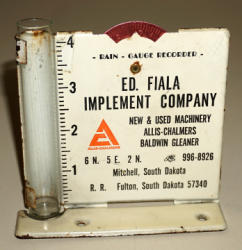 - RAIN - GAUGE RECORDER -
4
3
2
1
ED. FIALA
IMPLEMENT COMPANY
NEW & USED MACHINERY
ALLIS-CHALMERS
BALDWIN GLEANER
ALLIS-CHALMERS
6 N. 5 E. 2 N. 996-8926
Mitchell, South Dakota
R. R. Fulton, South Dakota 57340